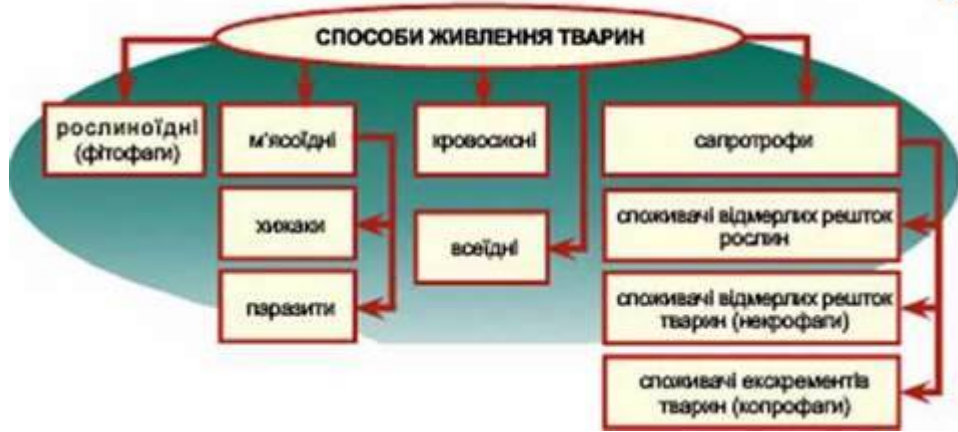 СПОСОБИ ЖИВЛЕННЯ ТВАРИН
рослиноїдні
(фітофаги)
м'ясоїдні
кровосисні
сапротрофи
хижаки
паразити
всеїдні
споживачі відмерлих решток
рослин
споживачі відмерлих решток
тварин (некрофаги)
споживачі екскрементів
тварин (копрофаги)